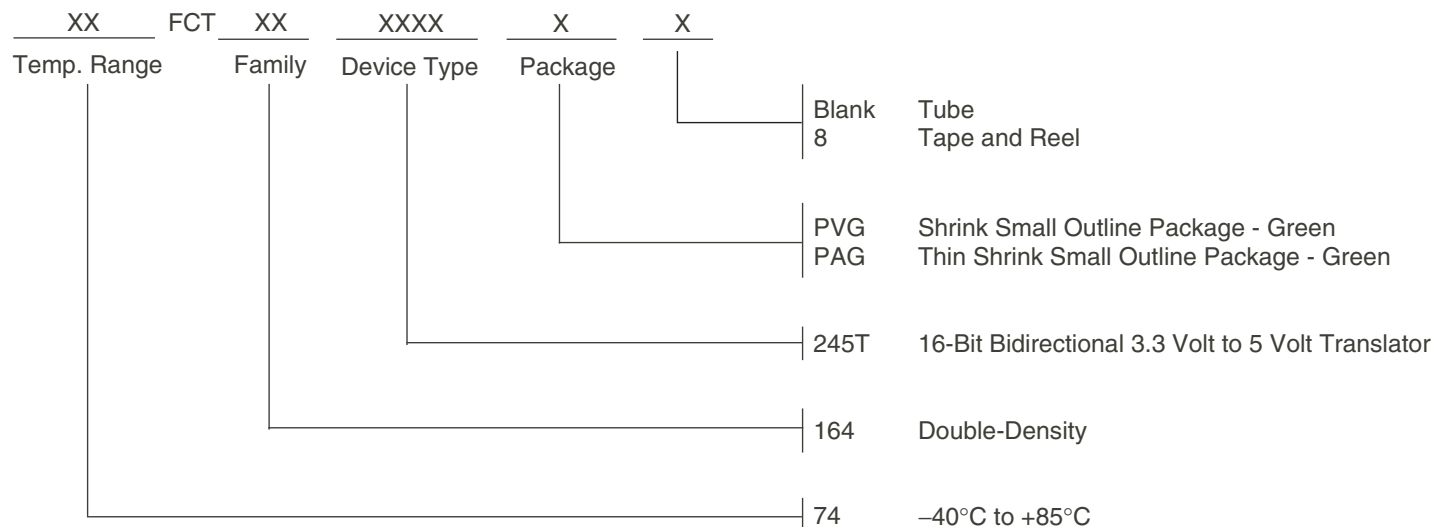 XX FCT XX XXXX X X
Temp. Range Family Device Type Package
Blank Tube
8 Tape and Reel
PVG Shrink Small Outline Package - Green
PAG Thin Shrink Small Outline Package - Green
245T 16-Bit Bidirectional 3.3 Volt to 5 Volt Translator
164 Double-Density
74 –40°C to +85°C